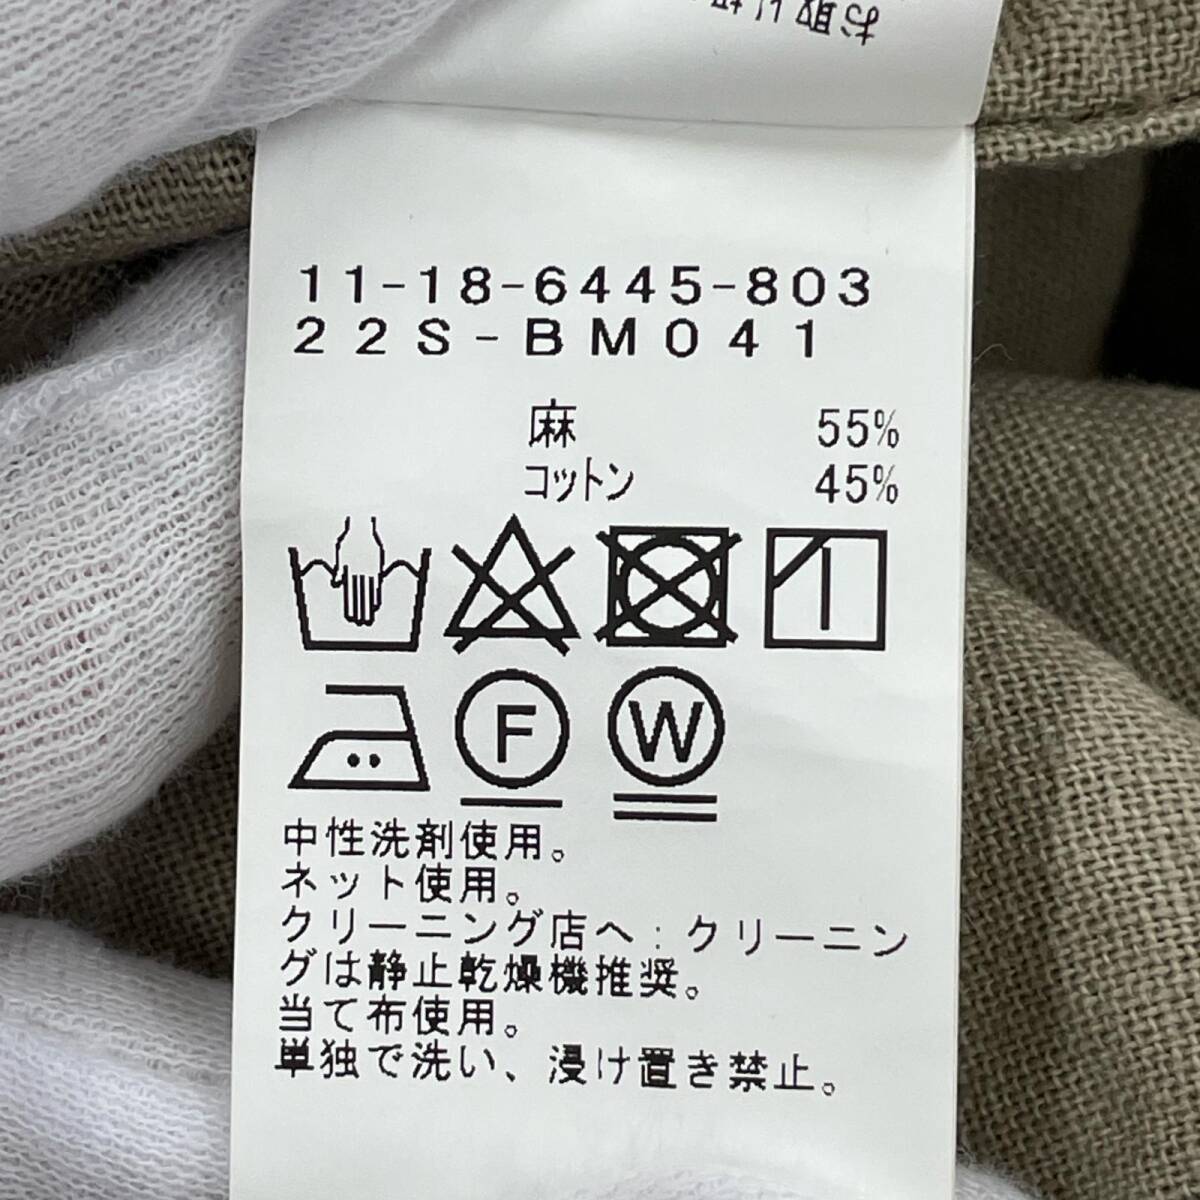 11-18-6445-803
22S-BM041
麻 55%
コットン 45%
F W
中性洗剤使用。
ネット使用。
クリーニング店へ：クリーニン
グは静止乾燥機推奨。
当て布使用。
単独で洗い、浸け置き禁止。